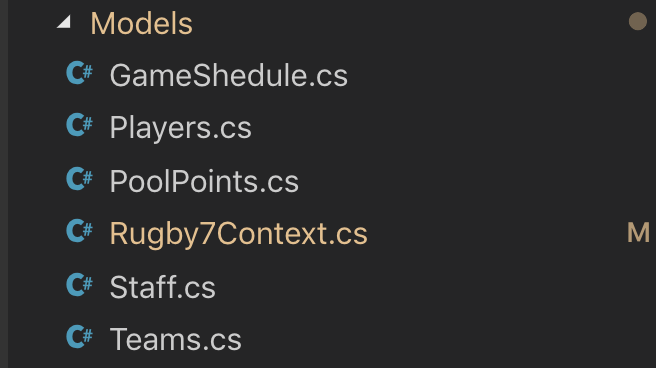 Models
C# GameShedule.cs
C# Players.cs
C# PoolPoints.cs
C# Rugby7Context.cs M
C# Staff.cs
C# Teams.cs